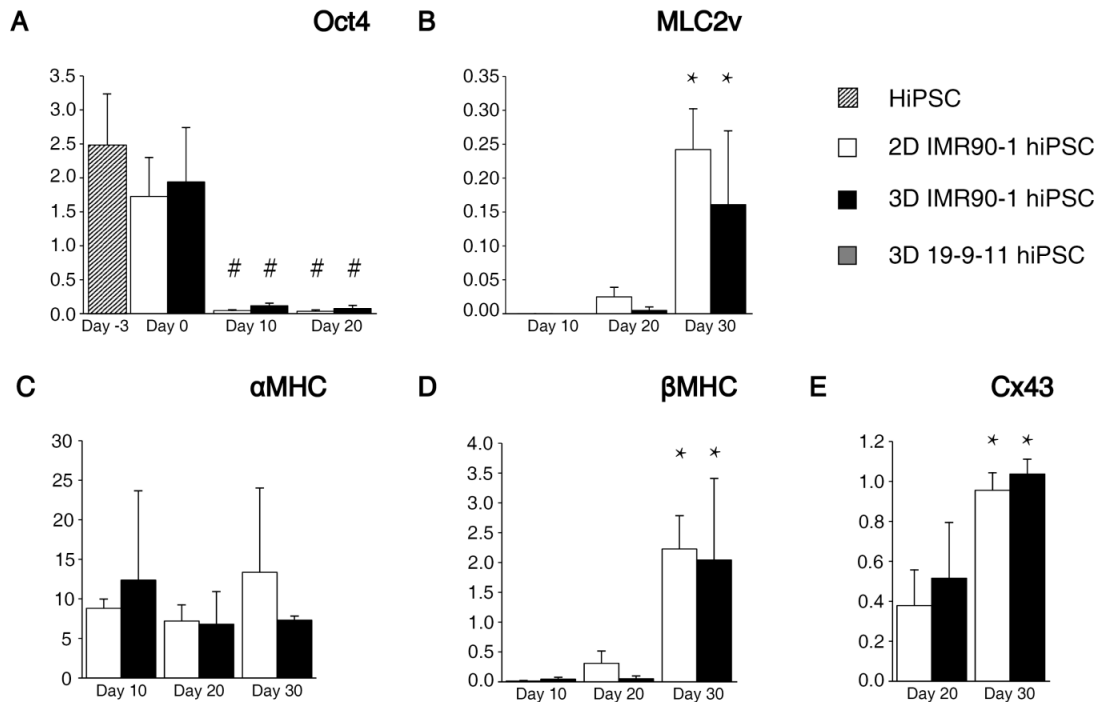 A Oct4
3.5
3.0
2.5
2.0
1.5
1.0
0.5
0.0
# # # #
Day -3 Day 0 Day 10 Day 20
B MLC2v
0.35
0.30
0.25
0.20
0.15
0.10
0.05
0.00
* *
Day 10 Day 20 Day 30
HiPSC
2D IMR90-1 hiPSC
3D IMR90-1 hiPSC
3D 19-9-11 hiPSC
C αMHC
30
25
20
15
10
5
0
Day 10 Day 20 Day 30
D βMHC
4.0
3.5
3.0
2.5
2.0
1.5
1.0
0.5
0.0
* *
Day 10 Day 20 Day 30
E Cx43
1.2
1.0
0.8
0.6
0.4
0.2
0.0
* *
Day 20 Day 30